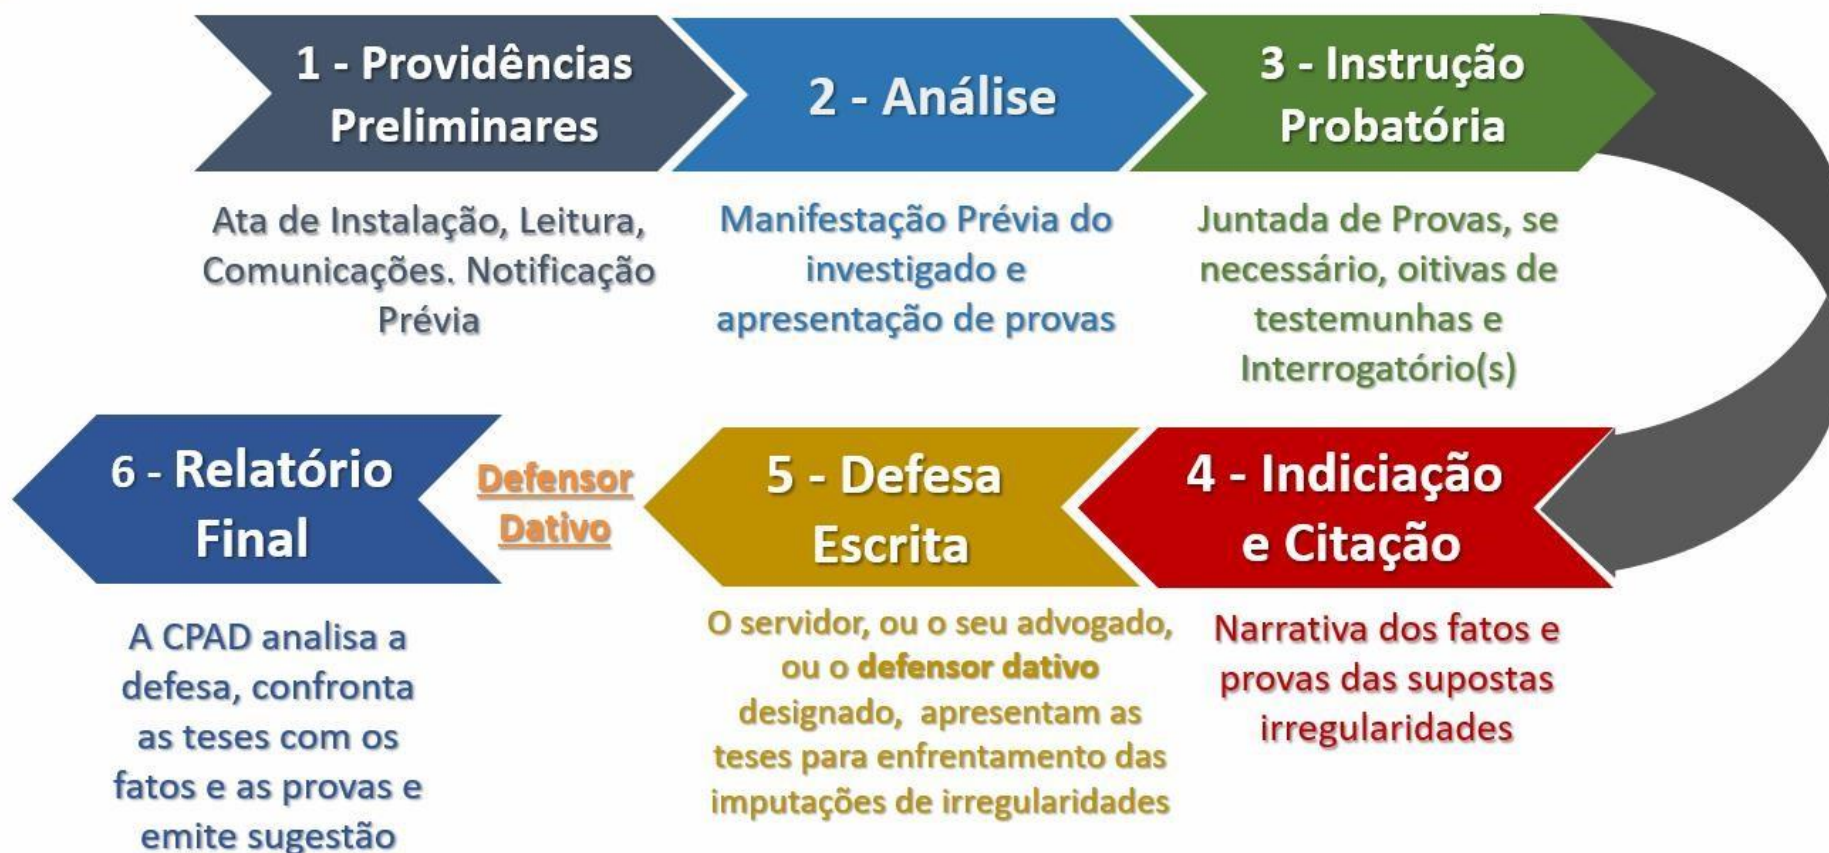 1 - Providências
Preliminares
2 - Análise
3 - Instrução
Probatória
Ata de Instalação, Leitura,
Comunicações. Notificação
Prévia
Manifestação Prévia do
investigado e
apresentação de provas
Juntada de Provas, se
necessário, oitivas de
testemunhas e
Interrogatório(s)
4 - Indiciação
e Citação
Narrativa dos fatos e
provas das supostas
irregularidades
5 - Defesa
Escrita
O servidor, ou o seu advogado,
ou o defensor dativo
designado, apresentam as
teses para enfrentamento das
imputações de irregularidades
Defensor
Dativo
6 - Relatório
Final
A CPAD analisa a
defesa, confronta
as teses com os
fatos e as provas e
emite sugestão